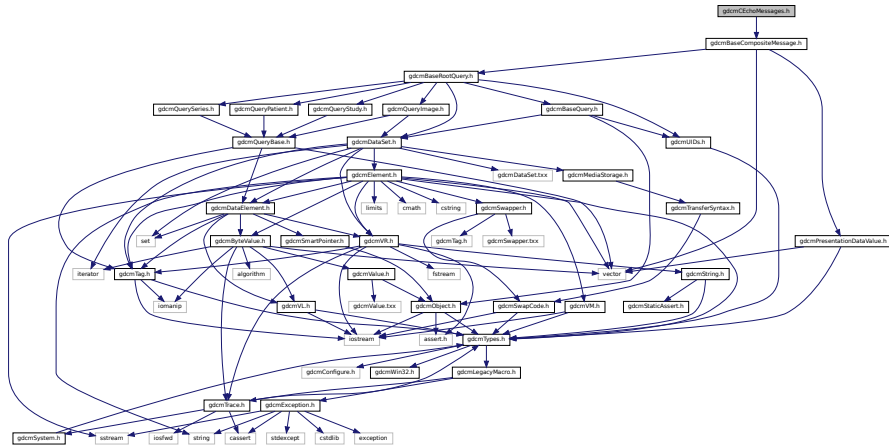 gdcmCEchoMessages.h
gdcmBaseCompositeMessage.h
gdcmBaseRootQuery.h
gdcmQuerySeries.h
gdcmQueryPatient.h
gdcmQueryStudy.h
gdcmQueryImage.h
gdcmBaseQuery.h
gdcmQueryBase.h
gdcmDataSet.h
gdcmUIDs.h
gdcmElement.h
gdcmDataSet.txx
gdcmMediaStorage.h
gdcmDataElement.h
limits
cmath
cstring
gdcmSwapper.h
gdcmTransferSyntax.h
set
gdcmByteValue.h
gdcmSmartPointer.h
gdcmVR.h
gdcmTag.h
gdcmSwapper.txx
gdcmPresentationDataValue.h
iterator
gdcmTag.h
algorithm
gdcmValue.h
fstream
vector
gdcmString.h
iomanip
gdcmVL.h
gdcmValue.txx
gdcmObject.h
gdcmSwapCode.h
gdcmVM.h
gdcmStaticAssert.h
iostream
assert.h
gdcmTypes.h
gdcmConfigure.h
gdcmWin32.h
gdcmLegacyMacro.h
gdcmTrace.h
gdcmException.h
gdcmSystem.h
sstream
iosfwd
string
cassert
stdexcept
cstdlib
exception